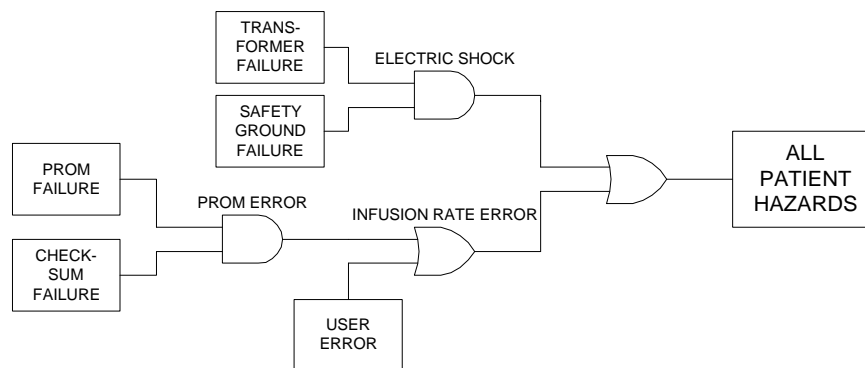 TRANS-
FORMER
FAILURE
ELECTRIC SHOCK
SAFETY
GROUND
FAILURE
ALL
PATIENT
HAZARDS
PROM
FAILURE
PROM ERROR
INFUSION RATE ERROR
CHECK-
SUM
FAILURE
USER
ERROR